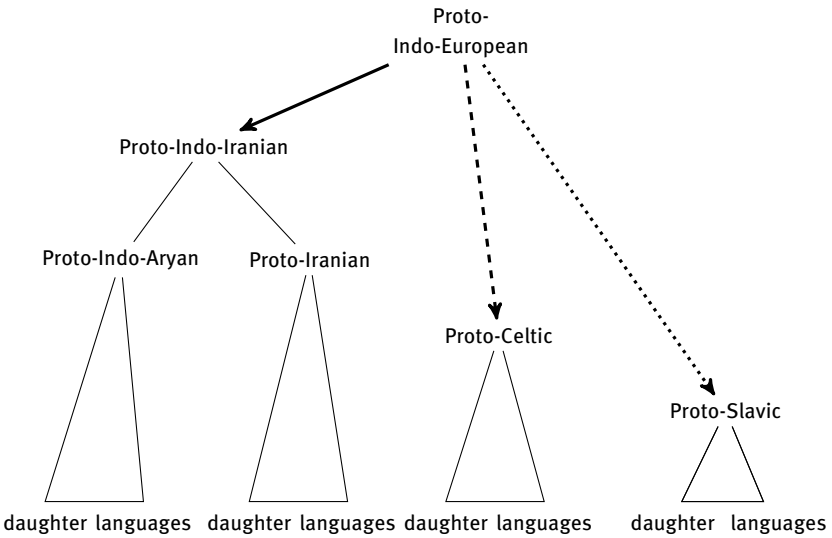 Proto-
Indo-European
Proto-Indo-Iranian
Proto-Indo-Aryan
Proto-Iranian
Proto-Celtic
Proto-Slavic
daughter languages
daughter languages
daughter languages
daughter languages